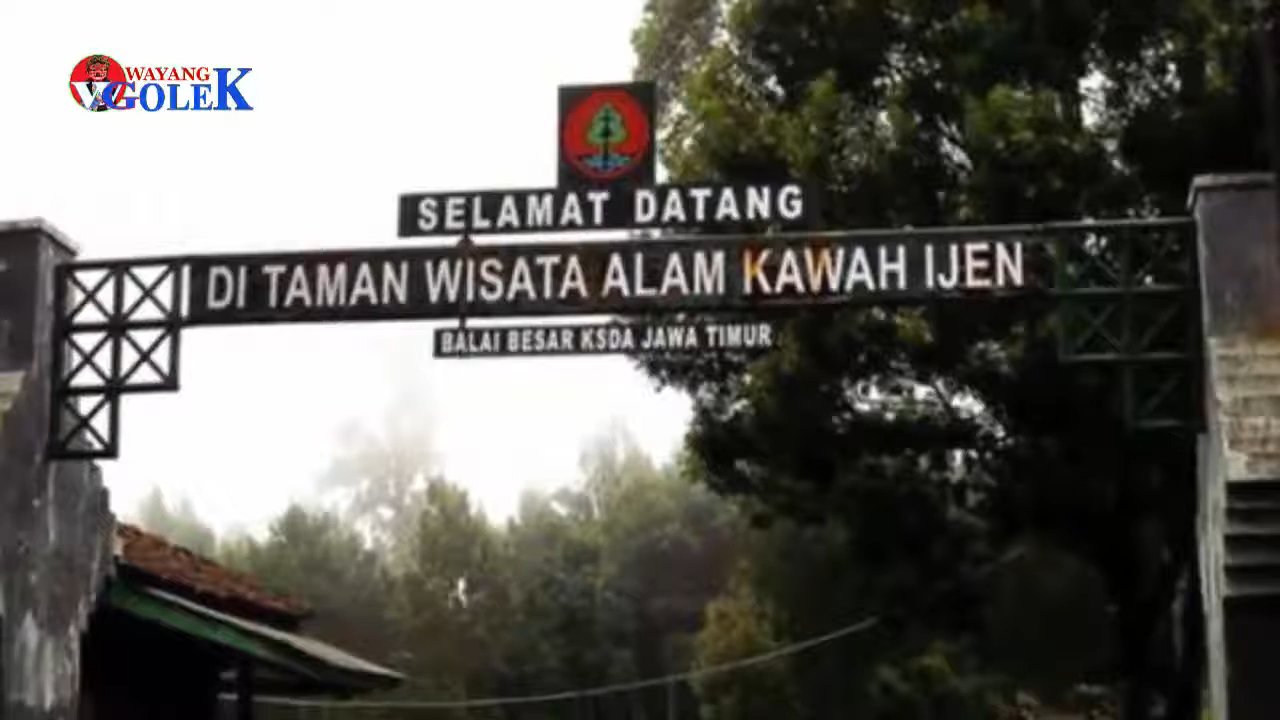 WAYANG
GOLEK
SELAMAT DATANG
DI TAMAN WISATA ALAM KAWAH IJEN
BALAI BESAR KSDA JAWA TIMUR